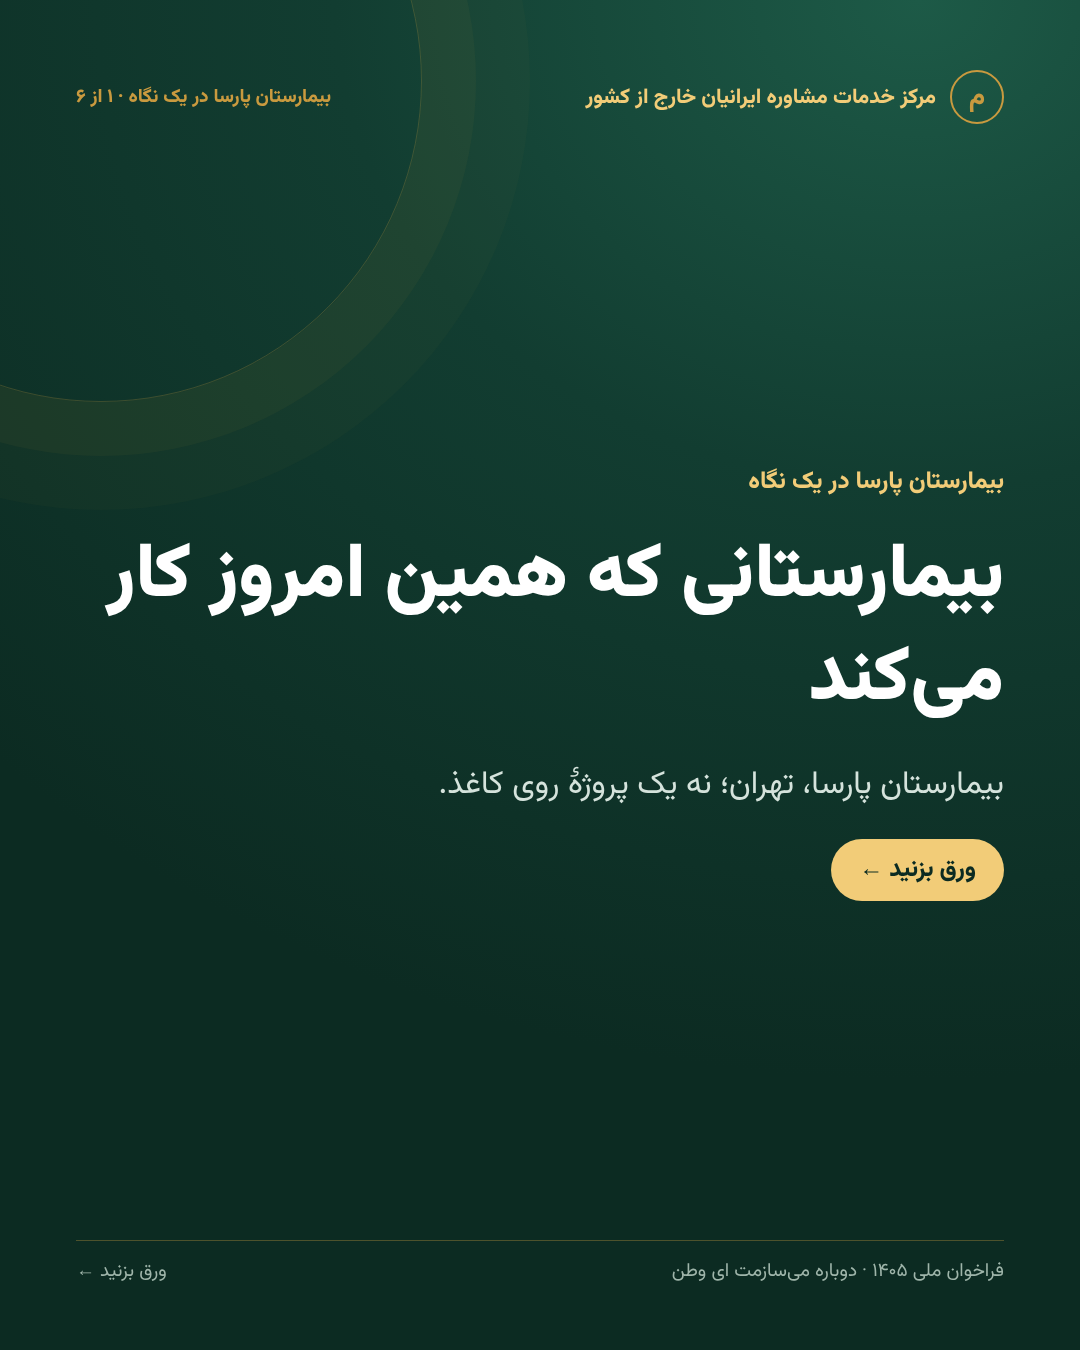 م
مرکز خدمات مشاوره ایرانیان خارج از کشور
بیمارستان پارسا در یک نگاه · ۱ از ۶
بیمارستان پارسا در یک نگاه
بیمارستانی که همین امروز کار
می‌کند
بیمارستان پارسا، تهران؛ نه یک پروژهٔ روی کاغذ.
ورق بزنید ←
فراخوان ملی ۱۴۰۵ · دوباره می‌سازمت ای وطن
ورق بزنید ←